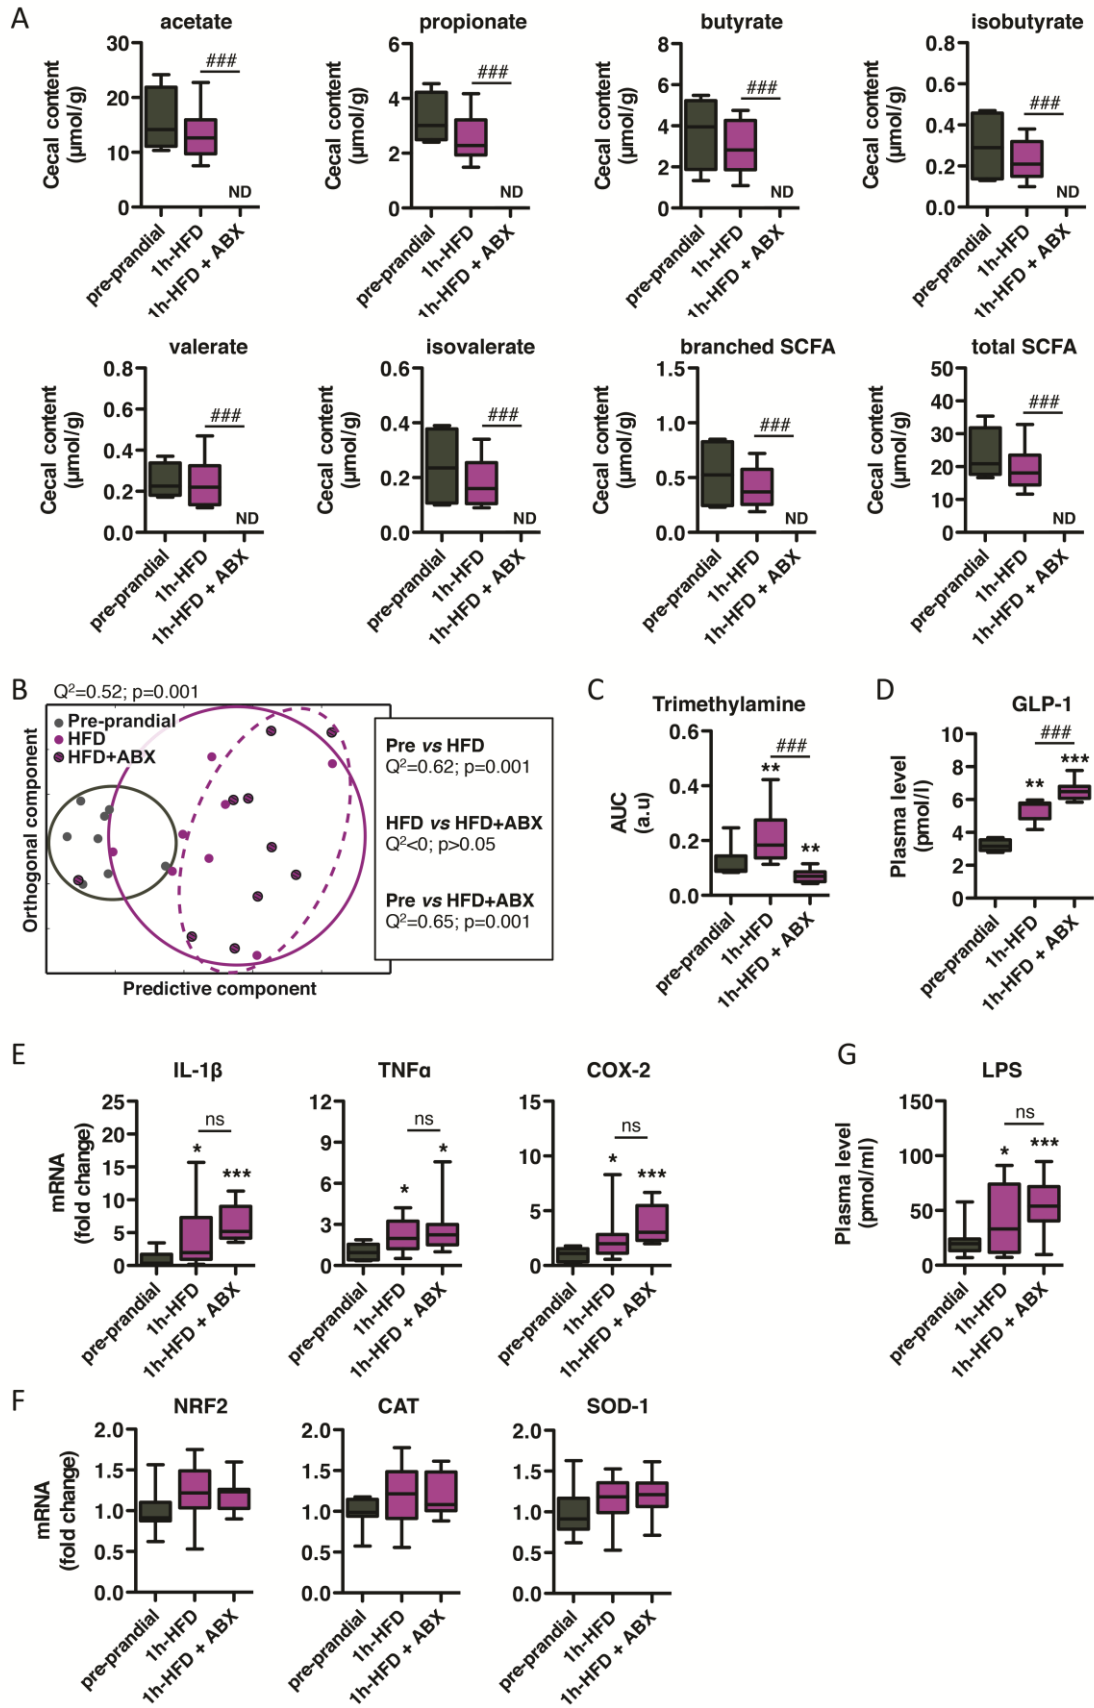 A
acetate
propionate
butyrate
isobutyrate
Cecal content
(µmol/g)
30
20
10
0
###
ND
pre-prandial
1h-HFD
1h-HFD + ABX
Cecal content
(µmol/g)
6
4
2
0
###
ND
pre-prandial
1h-HFD
1h-HFD + ABX
Cecal content
(µmol/g)
8
6
4
2
0
###
ND
pre-prandial
1h-HFD
1h-HFD + ABX
Cecal content
(µmol/g)
0.8
0.6
0.4
0.2
0.0
###
ND
pre-prandial
1h-HFD
1h-HFD + ABX
valerate
isovalerate
branched SCFA
total SCFA
Cecal content
(µmol/g)
0.8
0.6
0.4
0.2
0.0
###
ND
pre-prandial
1h-HFD
1h-HFD + ABX
Cecal content
(µmol/g)
0.6
0.4
0.2
0.0
###
ND
pre-prandial
1h-HFD
1h-HFD + ABX
Cecal content
(µmol/g)
1.5
1.0
0.5
0.0
###
ND
pre-prandial
1h-HFD
1h-HFD + ABX
Cecal content
(µmol/g)
50
40
30
20
10
0
###
ND
pre-prandial
1h-HFD
1h-HFD + ABX
B
Q²=0.52; p=0.001
Pre-prandial
HFD
HFD+ABX
Orthogonal component
Predictive component
Pre vs HFD
Q²=0.62; p=0.001
HFD vs HFD+ABX
Q²<0; p>0.05
Pre vs HFD+ABX
Q²=0.65; p=0.001
C
Trimethylamine
AUC
(a.u)
0.6
0.4
0.2
0.0
###
**
**
pre-prandial
1h-HFD
1h-HFD + ABX
D
GLP-1
Plasma level
(pmol/l)
10
8
6
4
2
0
###
**
***
pre-prandial
1h-HFD
1h-HFD + ABX
E
IL-1β
mRNA
(fold change)
25
20
15
10
5
0
ns
*
***
pre-prandial
1h-HFD
1h-HFD + ABX
TNFα
12
9
6
3
0
ns
*
*
pre-prandial
1h-HFD
1h-HFD + ABX
COX-2
15
10
5
0
ns
*
***
pre-prandial
1h-HFD
1h-HFD + ABX
G
LPS
Plasma level
(pmol/ml)
150
100
50
0
ns
*
***
pre-prandial
1h-HFD
1h-HFD + ABX
F
NRF2
mRNA
(fold change)
2.0
1.5
1.0
0.5
0.0
pre-prandial
1h-HFD
1h-HFD + ABX
CAT
2.0
1.5
1.0
0.5
0.0
pre-prandial
1h-HFD
1h-HFD + ABX
SOD-1
2.0
1.5
1.0
0.5
0.0
pre-prandial
1h-HFD
1h-HFD + ABX